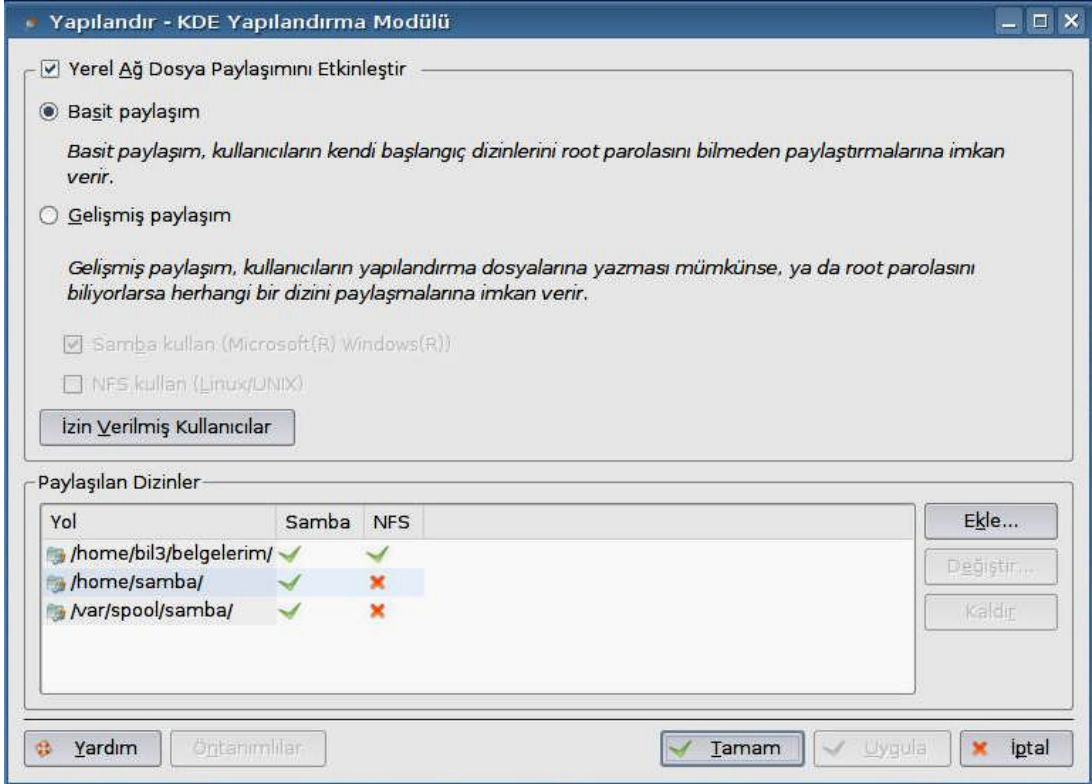 Yapılandır - KDE Yapılandırma Modülü
Yerel Ağ Dosya Paylaşımını Etkinleştir
Basit paylaşım
Basit paylaşım, kullanıcıların kendi başlangıç dizinlerini root parolasını bilmeden paylaştırmalarına imkan
verir.
Gelişmiş paylaşım
Gelişmiş paylaşım, kullanıcıların yapılandırma dosyalarına yazması mümkünse, ya da root parolasını
biliyorlarsa herhangi bir dizini paylaşmalarına imkan verir.
Samba kullan (Microsoft(R) Windows(R))
NFS kullan (Linux/UNIX)
İzin Verilmiş Kullanıcılar
Paylaşılan Dizinler
Yol Samba NFS
/home/bil3/belgelerim/
/home/samba/
/var/spool/samba/
Ekle...
Değiştir...
Kaldır
Yardım Öntanımlılar Tamam Uygula İptal